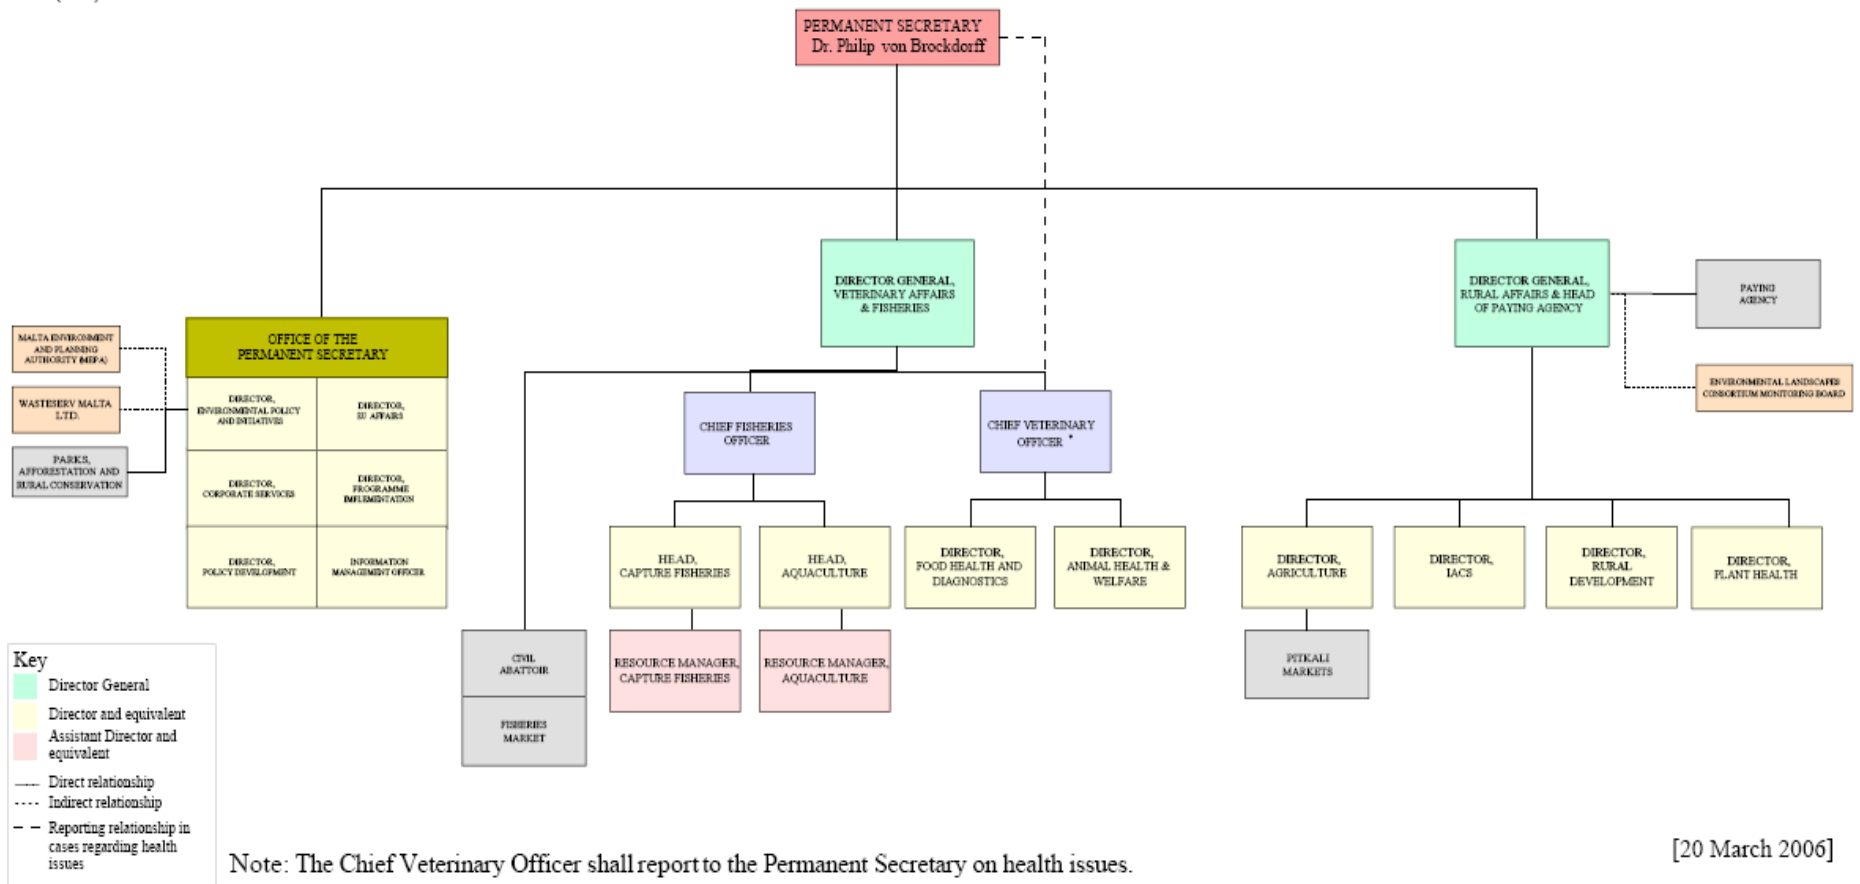 PERMANENT SECRETARY
Dr. Philip von Brockdorff
DIRECTOR GENERAL,
VETERINARY AFFAIRS
& FISHERIES
DIRECTOR GENERAL,
RURAL AFFAIRS & HEAD
OF PAYING AGENCY
PAYING
AGENCY
ENVIRONMENTAL LANDSCAPES
CONSORTIUM MONITORING BOARD
MALTA ENVIRONMENT
AND PLANNING
AUTHORITY (MEPA)
WASTESERV MALTA
LTD.
PARKS,
AFFORESTATION AND
RURAL CONSERVATION
OFFICE OF THE
PERMANENT SECRETARY
DIRECTOR,
ENVIRONMENTAL POLICY
AND INITIATIVES
DIRECTOR,
EU AFFAIRS
DIRECTOR,
CORPORATE SERVICES
DIRECTOR,
PROGRAMME
IMPLEMENTATION
DIRECTOR,
POLICY DEVELOPMENT
INFORMATION
MANAGEMENT OFFICER
CHIEF FISHERIES
OFFICER
CHIEF VETERINARY
OFFICER *
HEAD,
CAPTURE FISHERIES
HEAD,
AQUACULTURE
DIRECTOR,
FOOD HEALTH AND
DIAGNOSTICS
DIRECTOR,
ANIMAL HEALTH &
WELFARE
DIRECTOR,
AGRICULTURE
DIRECTOR,
IACS
DIRECTOR,
RURAL
DEVELOPMENT
DIRECTOR,
PLANT HEALTH
CIVIL
ABATTOIR
FISHERIES
MARKET
RESOURCE MANAGER,
CAPTURE FISHERIES
RESOURCE MANAGER,
AQUACULTURE
PITKALI
MARKETS
Key
Director General
Director and equivalent
Assistant Director and
equivalent
Direct relationship
Indirect relationship
Reporting relationship in
cases regarding health
issues
Note: The Chief Veterinary Officer shall report to the Permanent Secretary on health issues.
[20 March 2006]